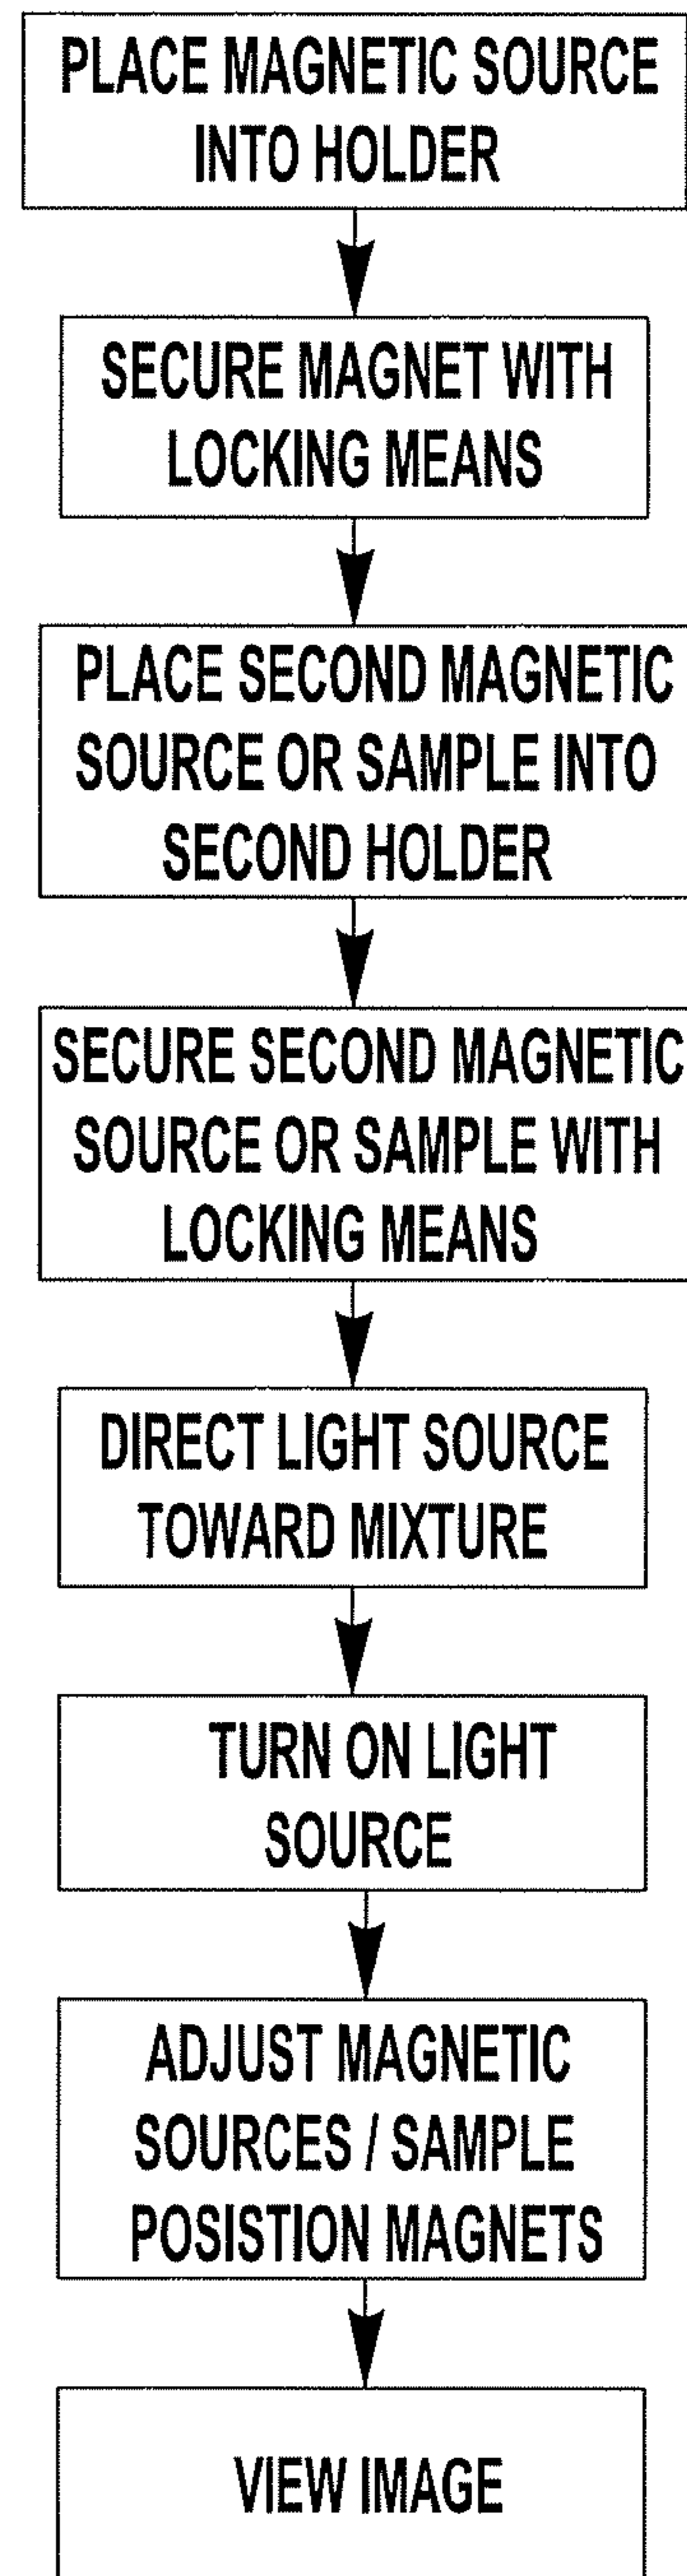 PLACE MAGNETIC SOURCE
INTO HOLDER
SECURE MAGNET WITH
LOCKING MEANS
PLACE SECOND MAGNETIC
SOURCE OR SAMPLE INTO
SECOND HOLDER
SECURE SECOND MAGNETIC
SOURCE OR SAMPLE WITH
LOCKING MEANS
DIRECT LIGHT SOURCE
TOWARD MIXTURE
TURN ON LIGHT
SOURCE
ADJUST MAGNETIC
SOURCES / SAMPLE
POSISTION MAGNETS
VIEW IMAGE